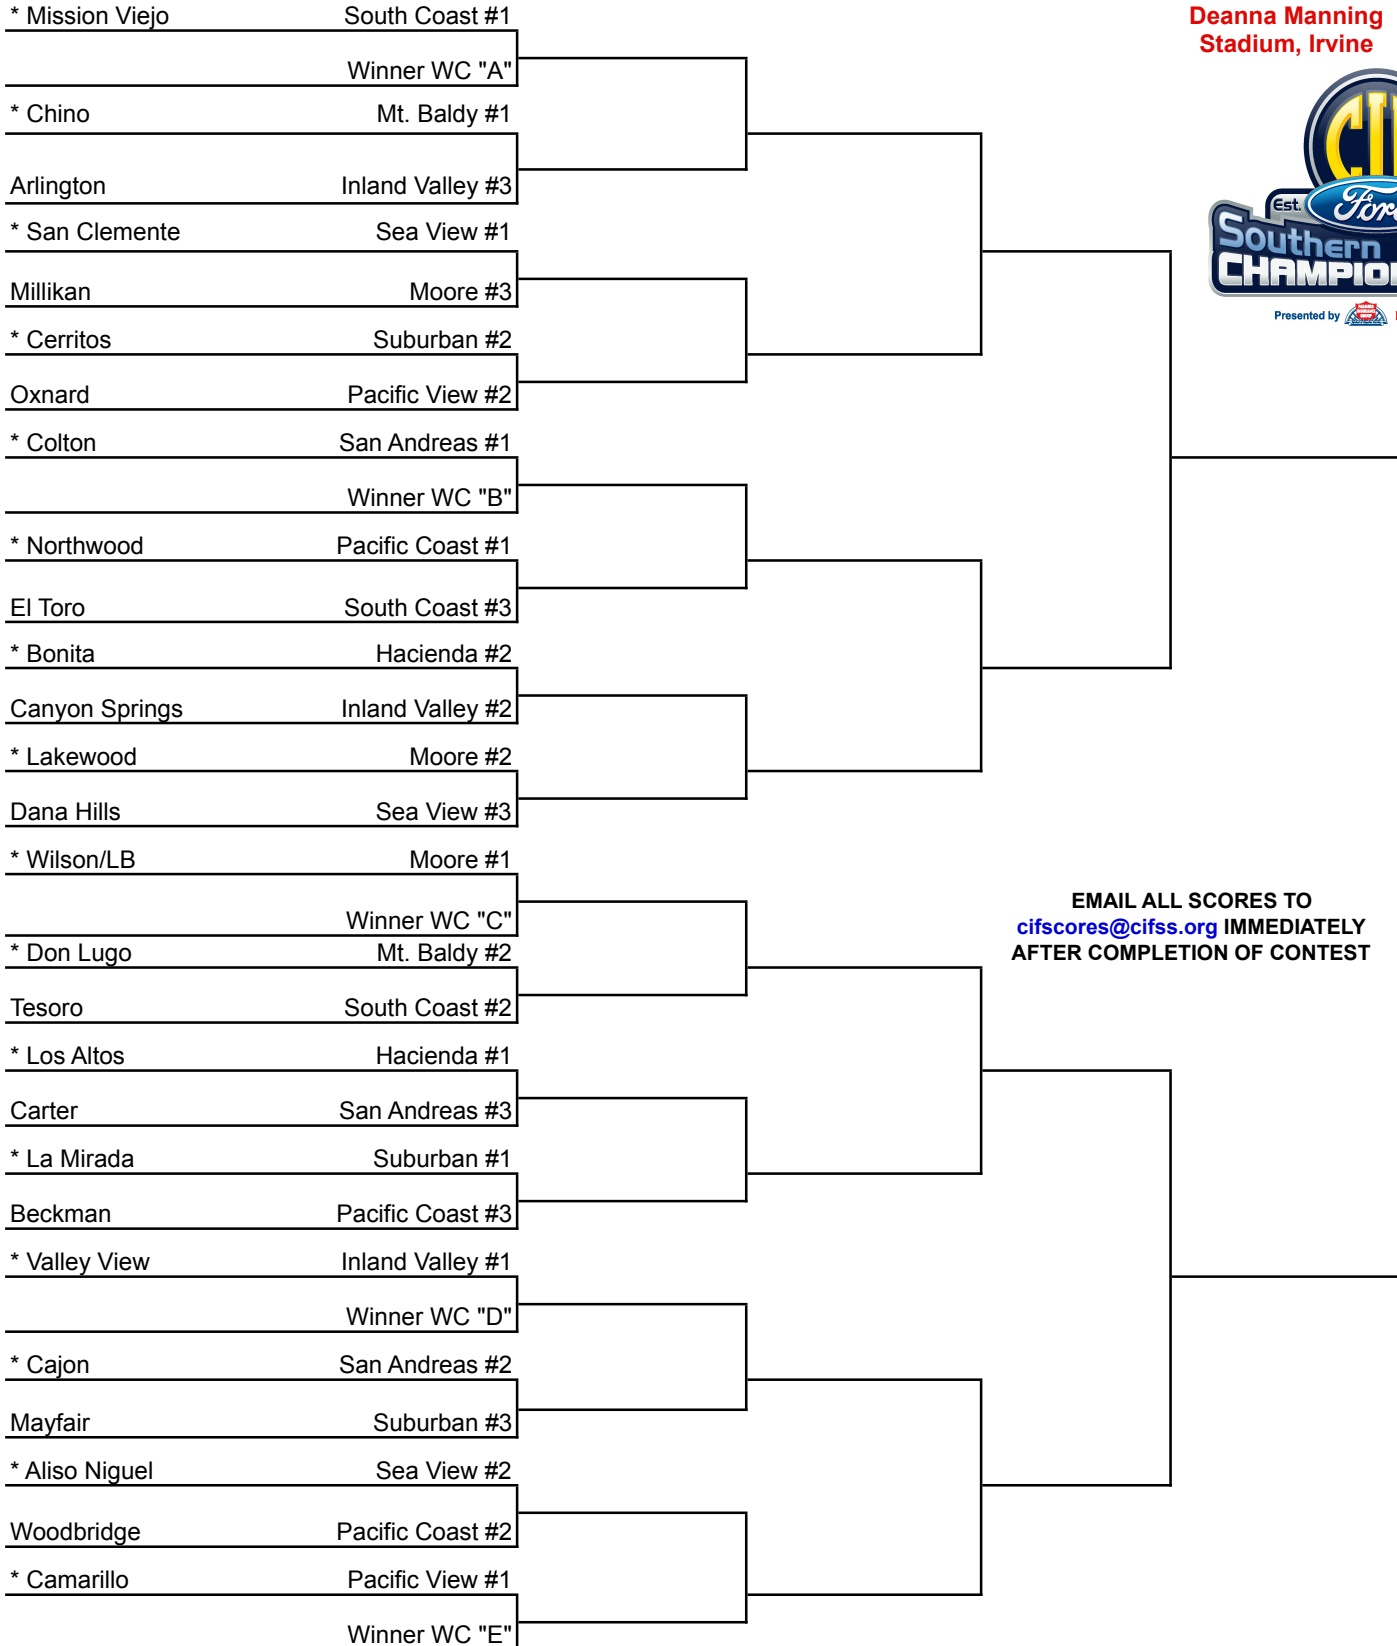 * Mission Viejo South Coast #1
Winner WC "A"
* Chino Mt. Baldy #1
Arlington Inland Valley #3
* San Clemente Sea View #1
Millikan Moore #3
* Cerritos Suburban #2
Oxnard Pacific View #2
* Colton San Andreas #1
Winner WC "B"
* Northwood Pacific Coast #1
El Toro South Coast #3
* Bonita Hacienda #2
Canyon Springs Inland Valley #2
* Lakewood Moore #2
Dana Hills Sea View #3
* Wilson/LB Moore #1
Winner WC "C"
* Don Lugo Mt. Baldy #2
Tesoro South Coast #2
* Los Altos Hacienda #1
Carter San Andreas #3
* La Mirada Suburban #1
Beckman Pacific Coast #3
* Valley View Inland Valley #1
Winner WC "D"
* Cajon San Andreas #2
Mayfair Suburban #3
* Aliso Niguel Sea View #2
Woodbridge Pacific Coast #2
* Camarillo Pacific View #1
Winner WC "E"
Deanna Manning
Stadium, Irvine
CI
Est.
For
Southern
CHAMPIO
Presented by
EMAIL ALL SCORES TO
cifscores@cifss.org IMMEDIATELY
AFTER COMPLETION OF CONTEST